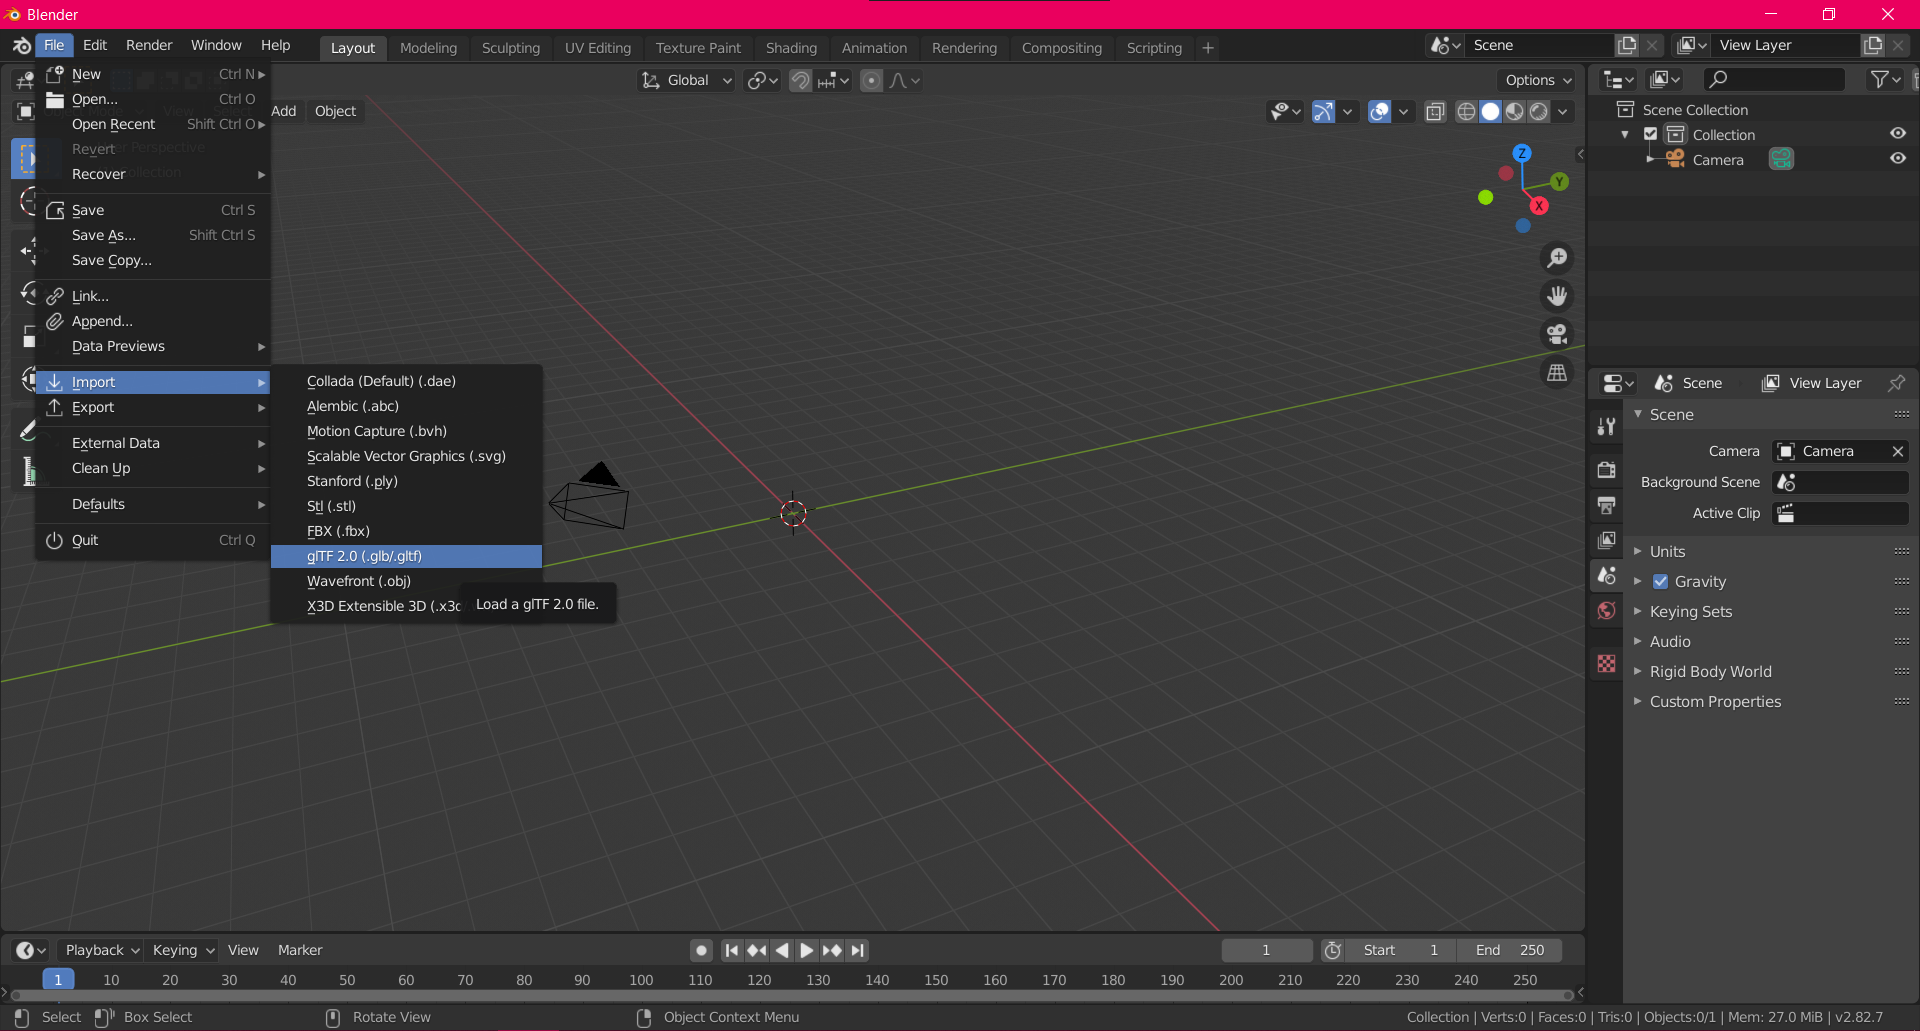 Blender
File Edit Render Window Help Layout Modeling Sculpting UV Editing Texture Paint Shading Animation Rendering Compositing Scripting + Scene View Layer
New Ctrl N
Open... Ctrl O
Open Recent Shift Ctrl O
Revert
Recover
Save Ctrl S
Save As... Shift Ctrl S
Save Copy...
Link...
Append...
Data Previews
Import
Export
External Data
Clean Up
Defaults
Quit Ctrl Q
Collada (Default) (.dae)
Alembic (.abc)
Motion Capture (.bvh)
Scalable Vector Graphics (.svg)
Stanford (.ply)
Stl (.stl)
FBX (.fbx)
glTF 2.0 (.glb/.gltf)
Wavefront (.obj)
X3D Extensible 3D (.x3d
Load a glTF 2.0 file.
Global
Options
View Select Add Object
Perspective
Z
Y
X
Scene Collection
Collection
Camera
Scene View Layer
Scene
Camera Camera
Background Scene
Active Clip
Units
Gravity
Keying Sets
Audio
Rigid Body World
Custom Properties
Playback Keying View Marker 1 Start 1 End 250
1 10 20 30 40 50 60 70 80 90 100 110 120 130 140 150 160 170 180 190 200 210 220 230 240 250
Select Box Select Rotate View Object Context Menu Collection | Verts:0 | Faces:0 | Tris:0 | Objects:0/1 | Mem: 27.0 MiB | v2.82.7